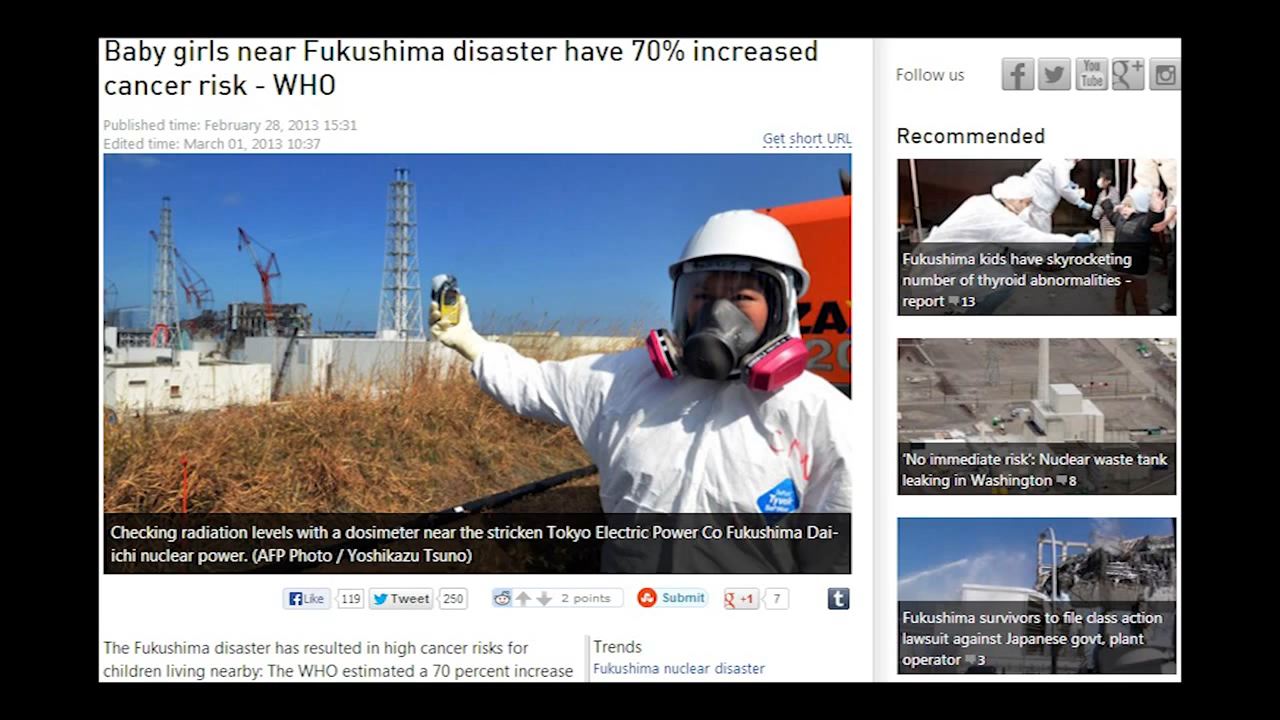 Baby girls near Fukushima disaster have 70% increased
cancer risk - WHO
Published time: February 28, 2013 15:31
Edited time: March 01, 2013 10:37
Get short URL
ZA
20
Tyvek
Checking radiation levels with a dosimeter near the stricken Tokyo Electric Power Co Fukushima Dai-
ichi nuclear power. (AFP Photo / Yoshikazu Tsuno)
Like 119 Tweet 250 2 points Submit +1 7
The Fukushima disaster has resulted in high cancer risks for
children living nearby: The WHO estimated a 70 percent increase
Trends
Fukushima nuclear disaster
Follow us
You
Tube
Recommended
Fukushima kids have skyrocketing
number of thyroid abnormalities -
report 13
‘No immediate risk’: Nuclear waste tank
leaking in Washington 8
Fukushima survivors to file class action
lawsuit against Japanese govt, plant
operator 3